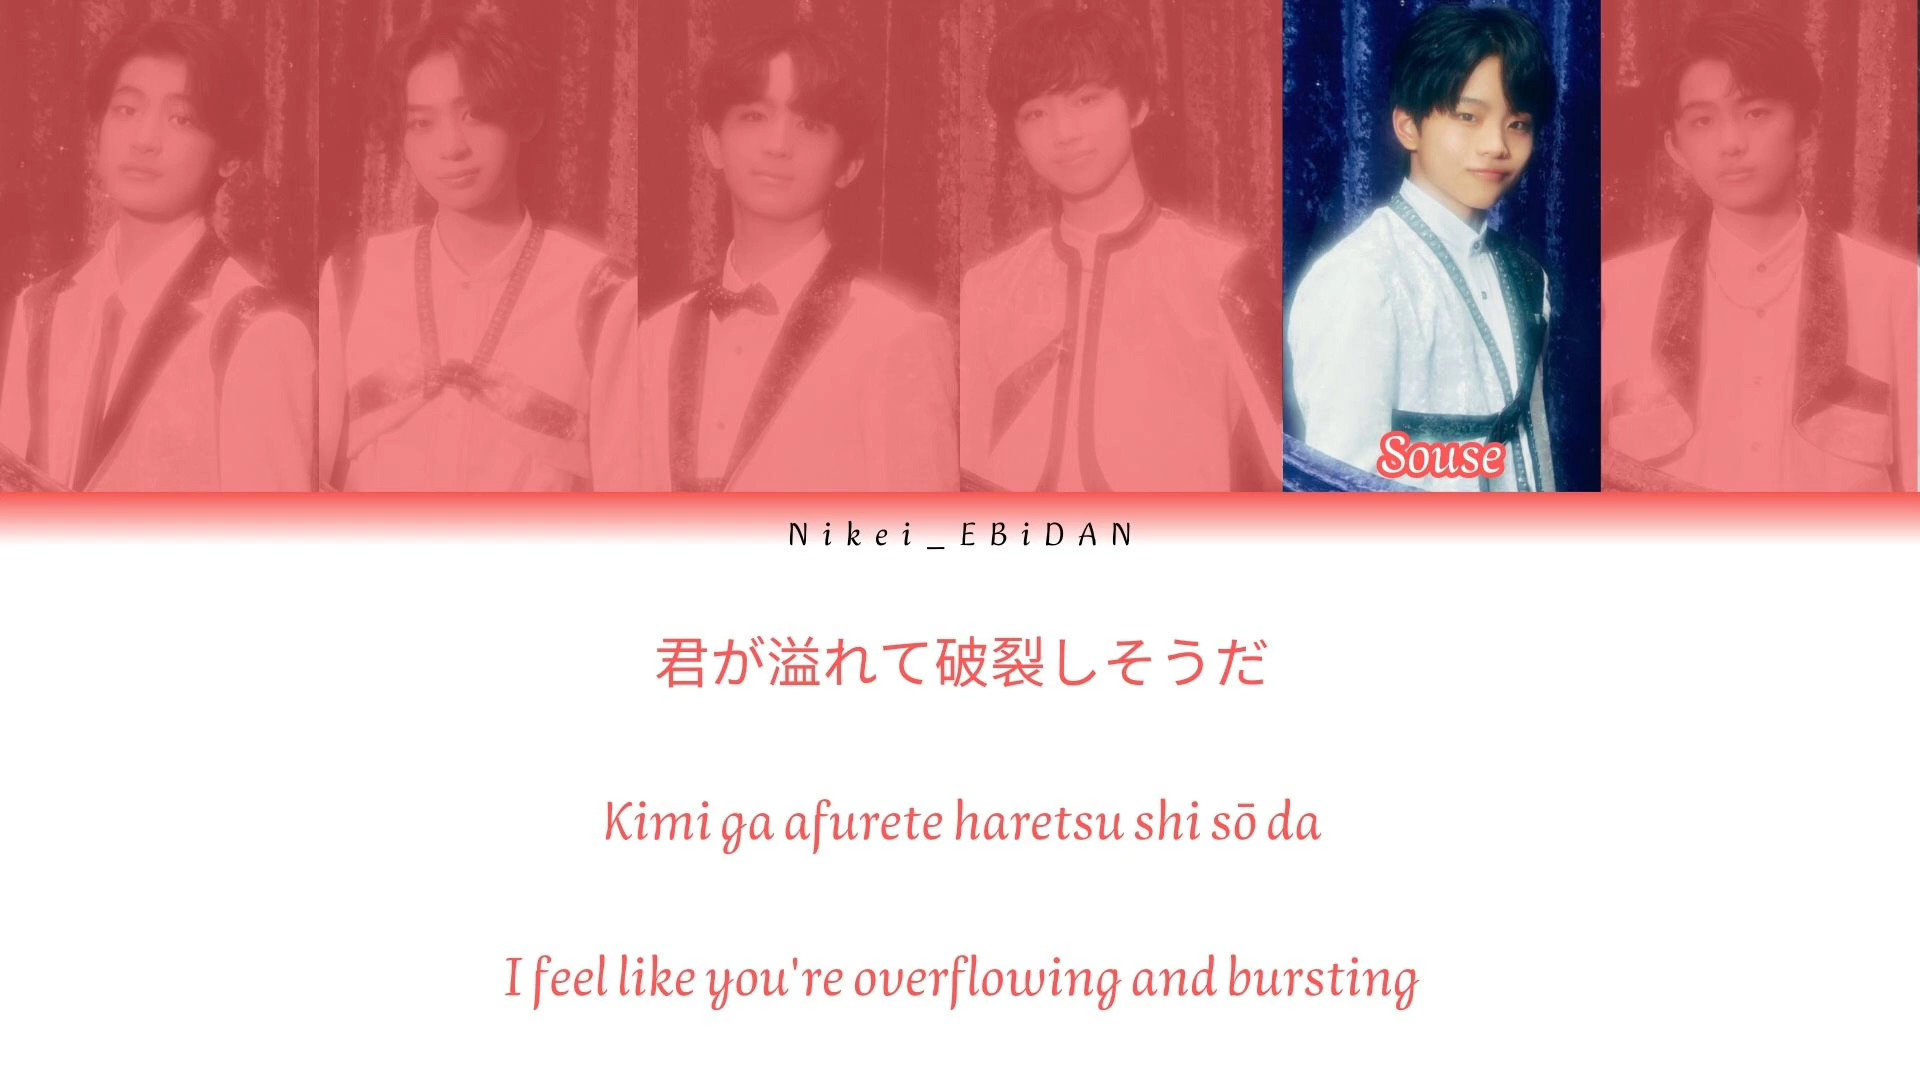 Souse
Nikei_EBiDAN
君が溢れて破裂しそうだ
Kimi ga afurete haretsu shi sō da
I feel like you're overflowing and bursting